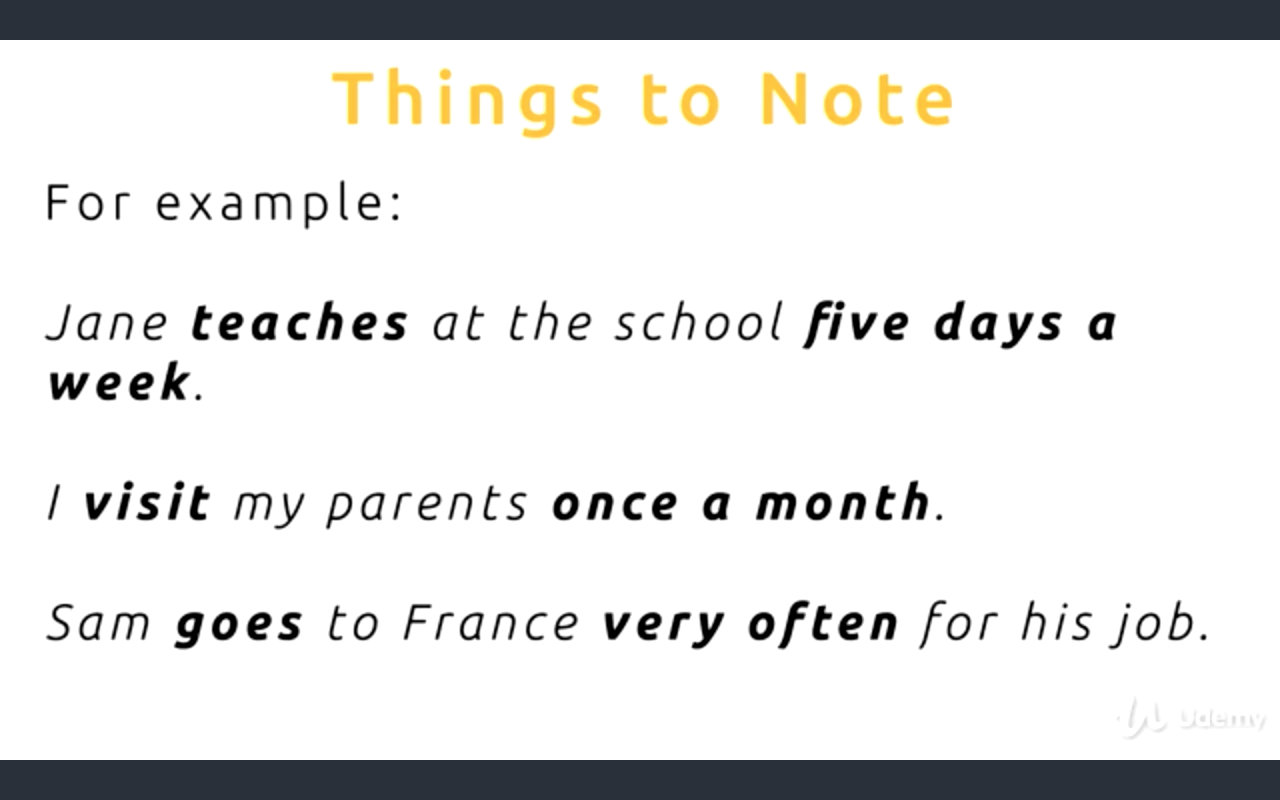 Things to Note
For example:
Jane teaches at the school five days a
week.
I visit my parents once a month.
Sam goes to France very often for his job.
Udemy